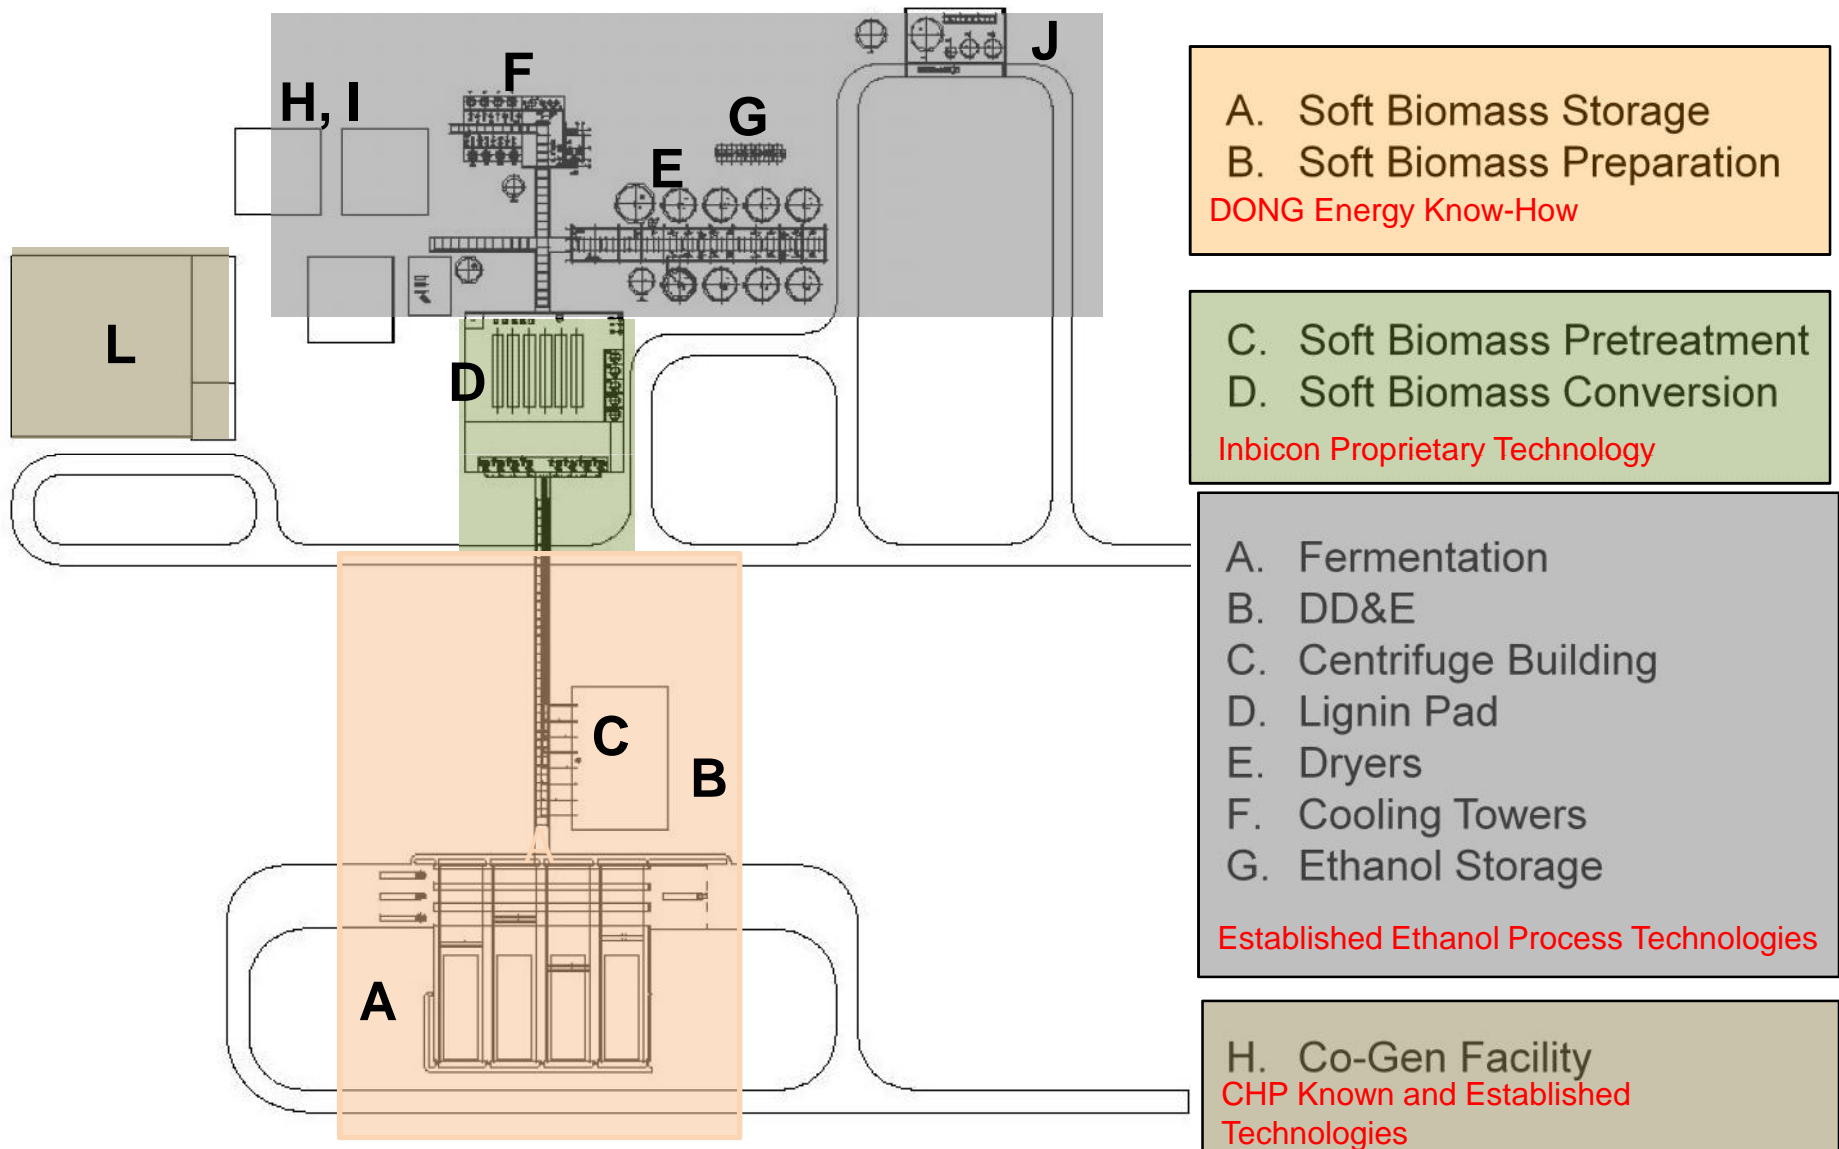 J
F
H, I
G
E
L
D
C
B
A
A. Soft Biomass Storage
B. Soft Biomass Preparation
DONG Energy Know-How
C. Soft Biomass Pretreatment
D. Soft Biomass Conversion
Inbicon Proprietary Technology
A. Fermentation
B. DD&E
C. Centrifuge Building
D. Lignin Pad
E. Dryers
F. Cooling Towers
G. Ethanol Storage
Established Ethanol Process Technologies
H. Co-Gen Facility
CHP Known and Established
Technologies